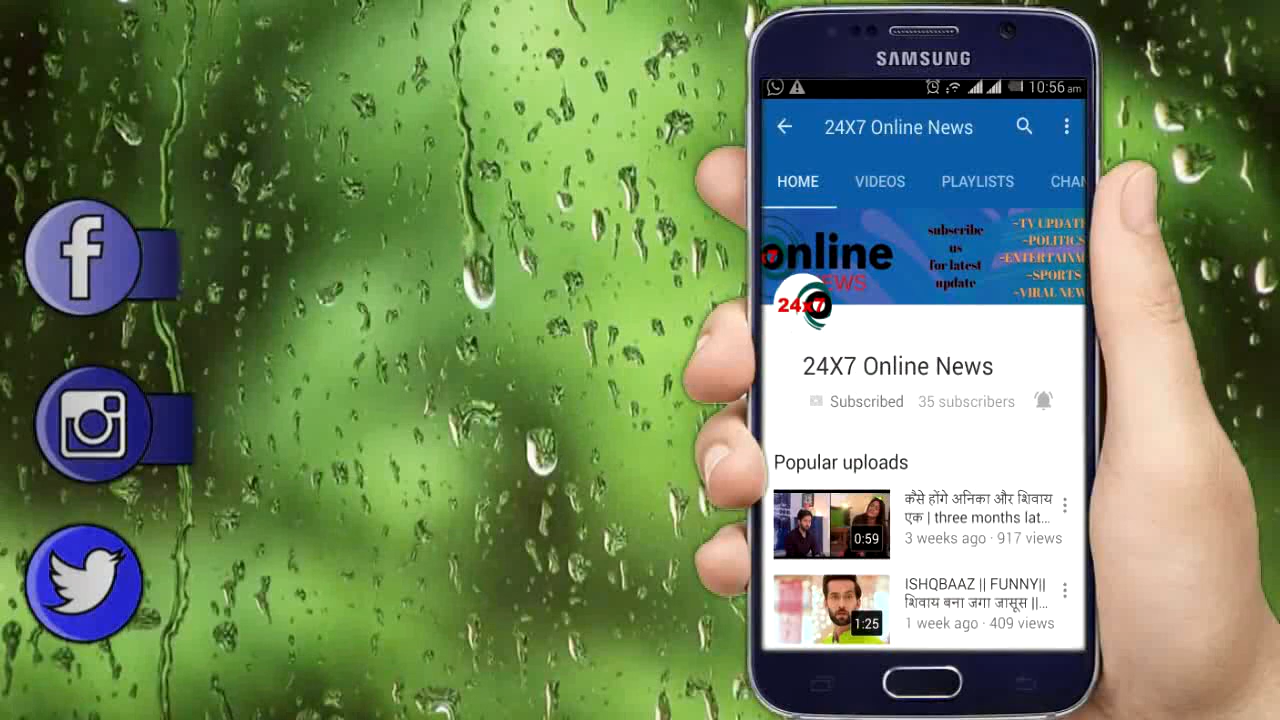 SAMSUNG
10:56 am
24X7 Online News
HOME VIDEOS PLAYLISTS CHAN
online
NEWS
24x7
subscribe
us
for latest
update
~TV UPDATE
~POLITICS
~ENTERTAINM
~SPORTS
~VIRAL NEW
24X7 Online News
Subscribed 35 subscribers
Popular uploads
0:59
कैसे होंगे अनिका और शिवाय
एक | three months lat...
3 weeks ago · 917 views
1:25
ISHQBAAZ || FUNNY||
शिवाय बना जगा जासूस ||...
1 week ago · 409 views